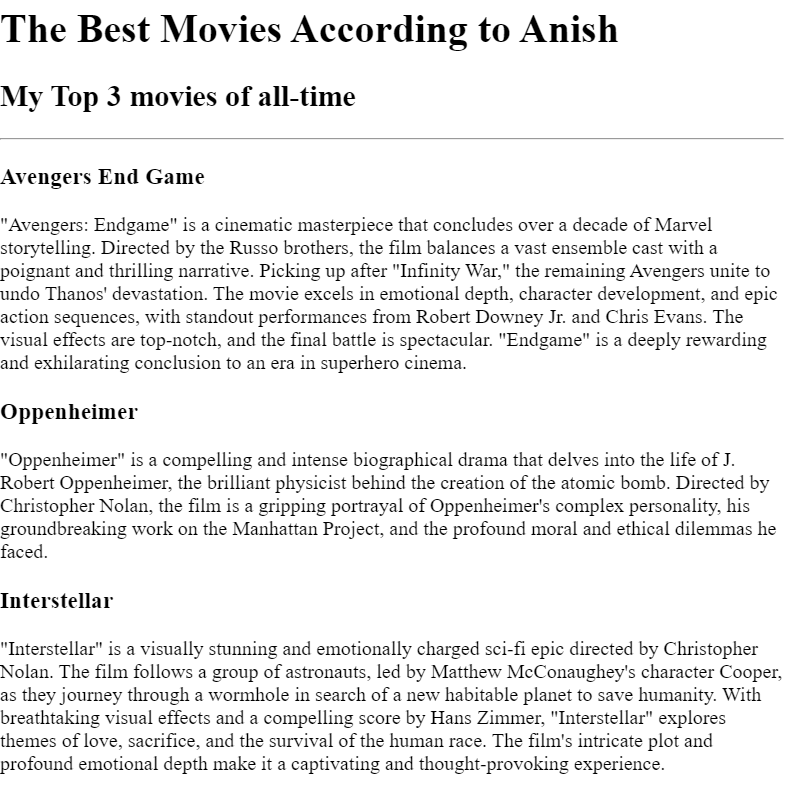 The Best Movies According to Anish
My Top 3 movies of all-time
Avengers End Game
"Avengers: Endgame" is a cinematic masterpiece that concludes over a decade of Marvel
storytelling. Directed by the Russo brothers, the film balances a vast ensemble cast with a
poignant and thrilling narrative. Picking up after "Infinity War," the remaining Avengers unite to
undo Thanos' devastation. The movie excels in emotional depth, character development, and epic
action sequences, with standout performances from Robert Downey Jr. and Chris Evans. The
visual effects are top-notch, and the final battle is spectacular. "Endgame" is a deeply rewarding
and exhilarating conclusion to an era in superhero cinema.
Oppenheimer
"Oppenheimer" is a compelling and intense biographical drama that delves into the life of J.
Robert Oppenheimer, the brilliant physicist behind the creation of the atomic bomb. Directed by
Christopher Nolan, the film is a gripping portrayal of Oppenheimer's complex personality, his
groundbreaking work on the Manhattan Project, and the profound moral and ethical dilemmas he
faced.
Interstellar
"Interstellar" is a visually stunning and emotionally charged sci-fi epic directed by Christopher
Nolan. The film follows a group of astronauts, led by Matthew McConaughey's character Cooper,
as they journey through a wormhole in search of a new habitable planet to save humanity. With
breathtaking visual effects and a compelling score by Hans Zimmer, "Interstellar" explores
themes of love, sacrifice, and the survival of the human race. The film's intricate plot and
profound emotional depth make it a captivating and thought-provoking experience.